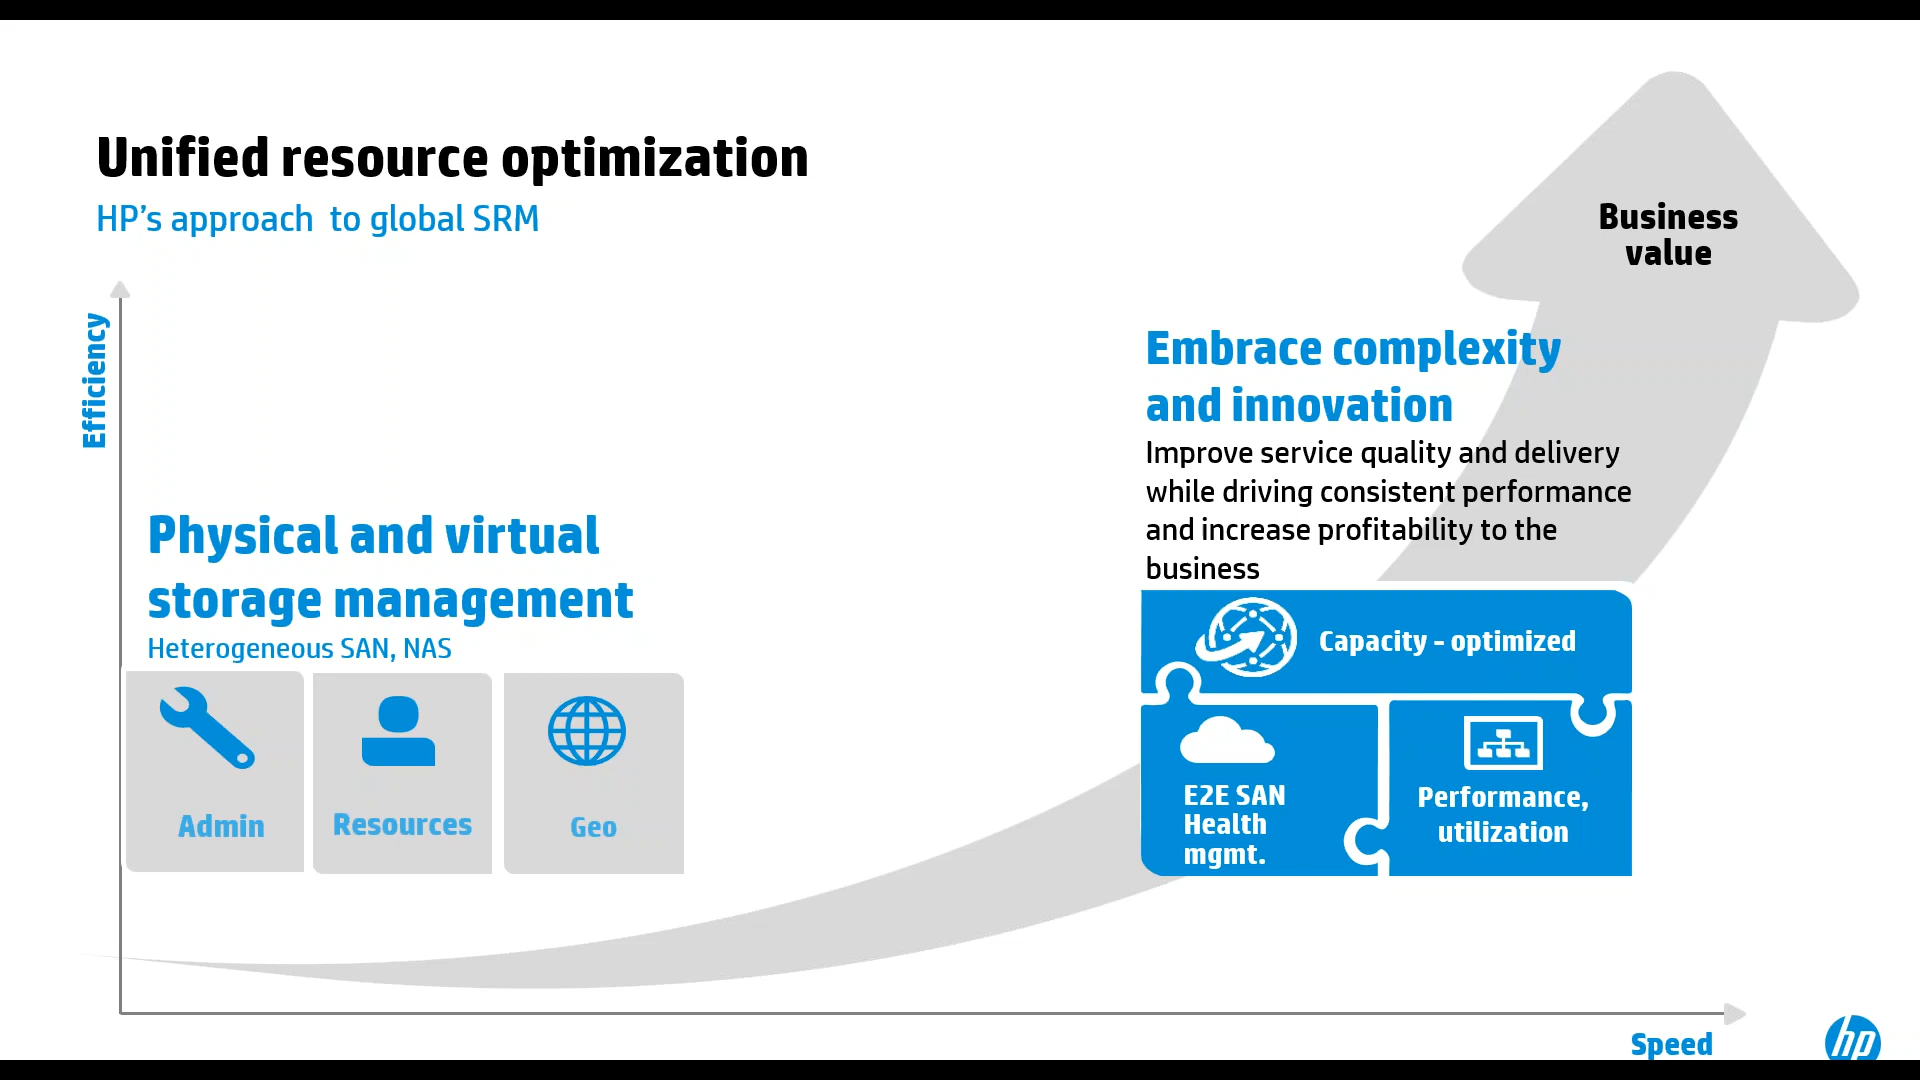 Unified resource optimization
HP’s approach  to global SRM
Business
value
Efficiency
Embrace complexity
and innovation
Improve service quality and delivery
while driving consistent performance
and increase profitability to the
business
Physical and virtual
storage management
Heterogeneous SAN, NAS
Admin
Resources
Geo
Capacity - optimized
E2E SAN
Health
mgmt.
Performance,
utilization
Speed
hp